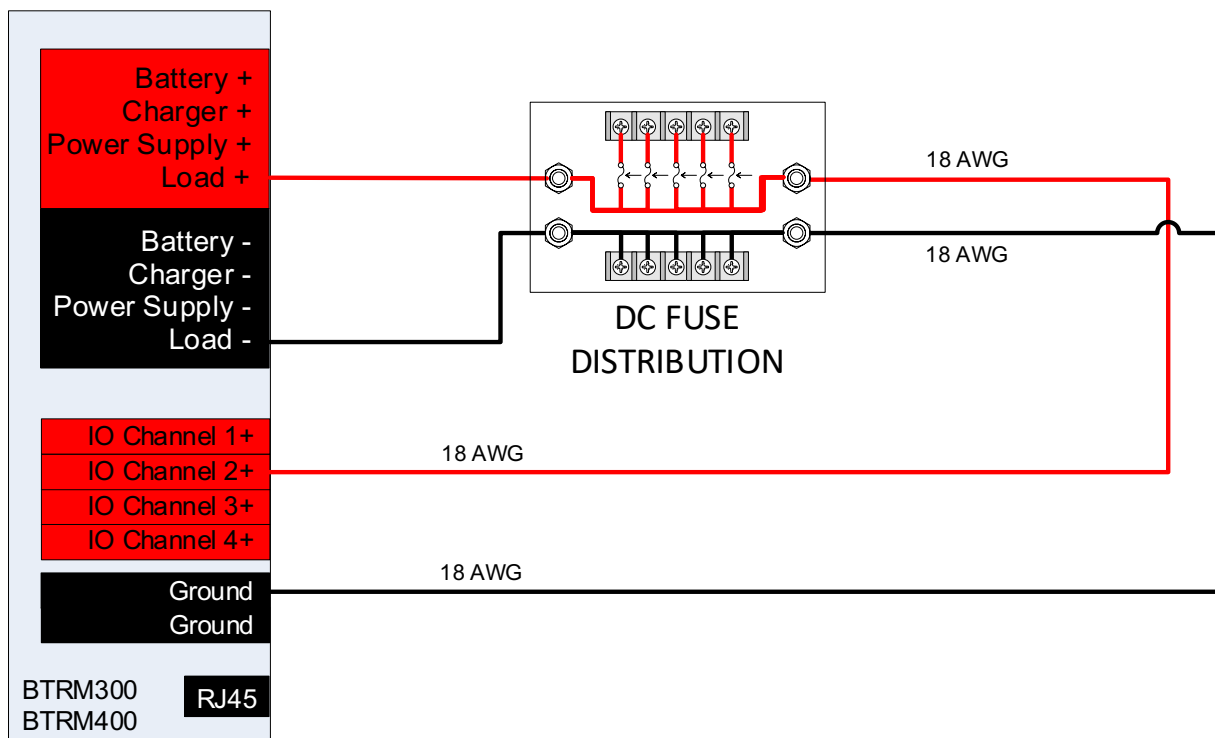 Battery +
Charger +
Power Supply +
Load +
Battery -
Charger -
Power Supply -
Load -
18 AWG
18 AWG
DC FUSE
DISTRIBUTION
IO Channel 1+
IO Channel 2+
IO Channel 3+
IO Channel 4+
18 AWG
Ground
Ground
18 AWG
BTRM300
BTRM400
RJ45